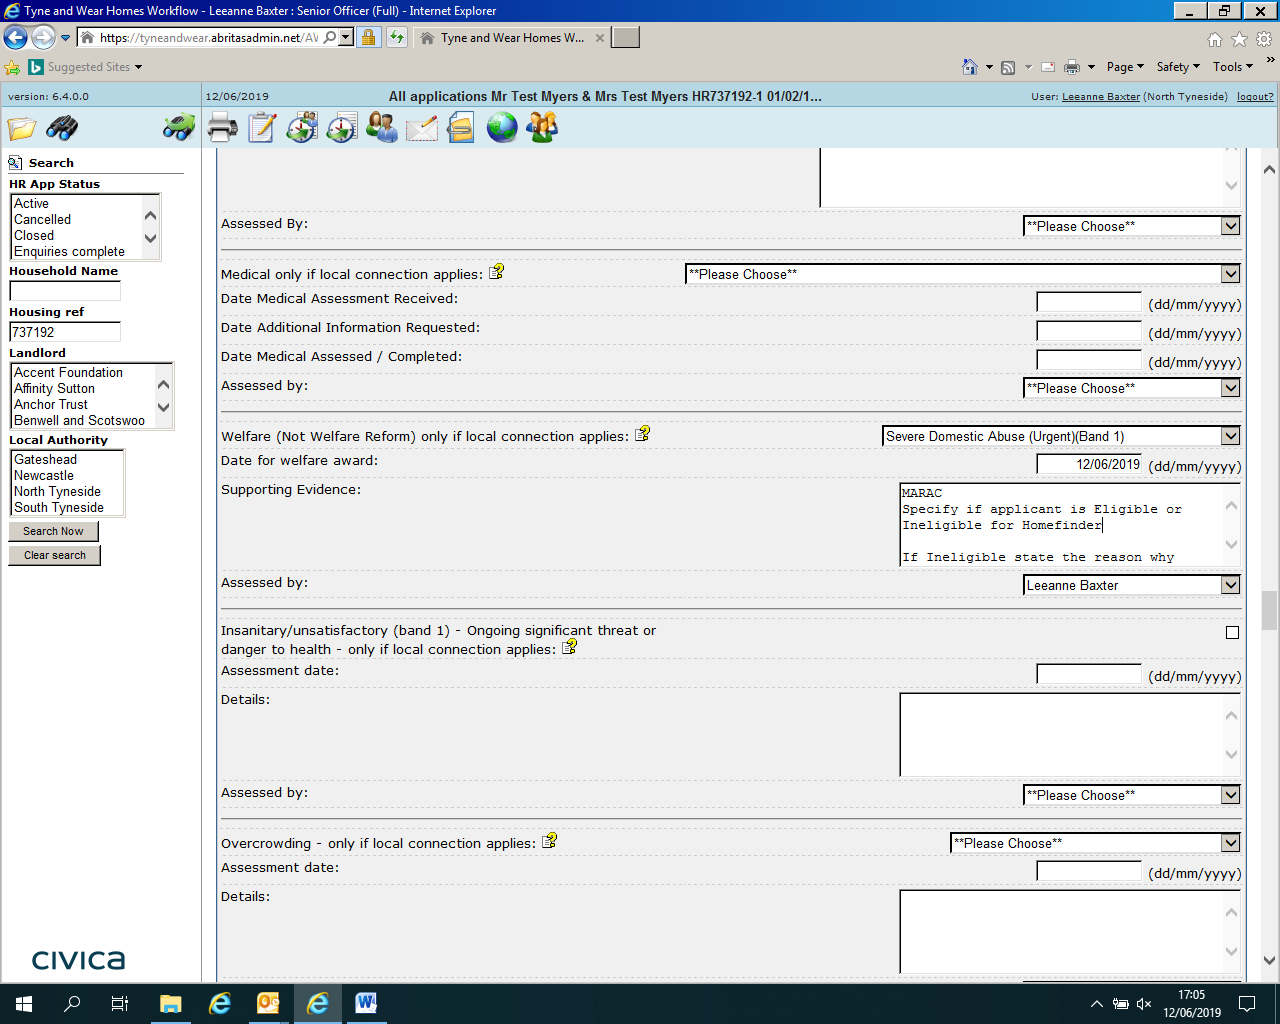 Tyne and Wear Homes Workflow - Leeanne Baxter : Senior Officer (Full) - Internet Explorer
https://tyneandwear.abritasadmin.net/AV
Tyne and Wear Homes W...
Suggested Sites
Page
Safety
Tools
version: 6.4.0.0
12/06/2019
All applications Mr Test Myers & Mrs Test Myers HR737192-1 01/02/1...
User: Leeanne Baxter (North Tyneside)
logout?
Search
HR App Status
Active
Cancelled
Closed
Enquiries complete
Household Name
Housing ref
737192
Landlord
Accent Foundation
Affinity Sutton
Anchor Trust
Benwell and Scotswoo
Local Authority
Gateshead
Newcastle
North Tyneside
South Tyneside
Search Now
Clear search
Assessed By:
**Please Choose**
Medical only if local connection applies:
**Please Choose**
Date Medical Assessment Received:
(dd/mm/yyyy)
Date Additional Information Requested:
(dd/mm/yyyy)
Date Medical Assessed / Completed:
(dd/mm/yyyy)
Assessed by:
**Please Choose**
Welfare (Not Welfare Reform) only if local connection applies:
Severe Domestic Abuse (Urgent)(Band 1)
Date for welfare award:
12/06/2019 (dd/mm/yyyy)
Supporting Evidence:
MARAC
Specify if applicant is Eligible or
Ineligible for Homefinder
If Ineligible state the reason why
Assessed by:
Leeanne Baxter
Insanitary/unsatisfactory (band 1) - Ongoing significant threat or
danger to health - only if local connection applies:
Assessment date:
(dd/mm/yyyy)
Details:
Assessed by:
**Please Choose**
Overcrowding - only if local connection applies:
**Please Choose**
Assessment date:
(dd/mm/yyyy)
Details:
CIVICA
17:05
12/06/2019